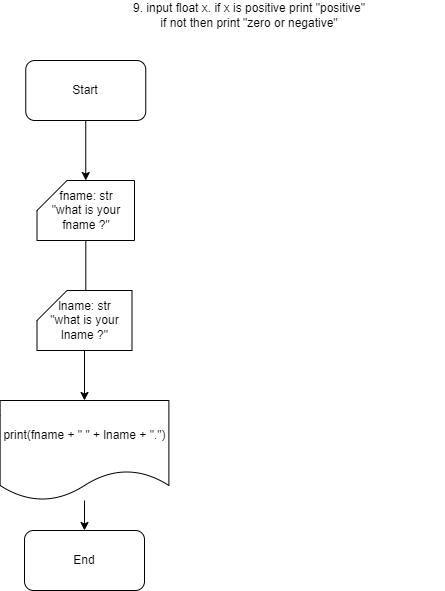 9. input float x. if x is positive print "positive"
if not then print "zero or negative"
Start
fname: str
"what is your
fname ?"
lname: str
"what is your
lname ?"
print(fname + " " + lname + ".")
End